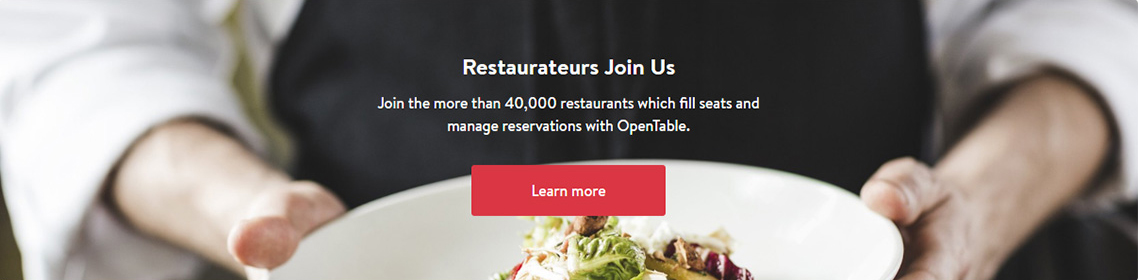 Restaurateurs Join Us
Join the more than 40,000 restaurants which fill seats and
manage reservations with OpenTable.
Learn more